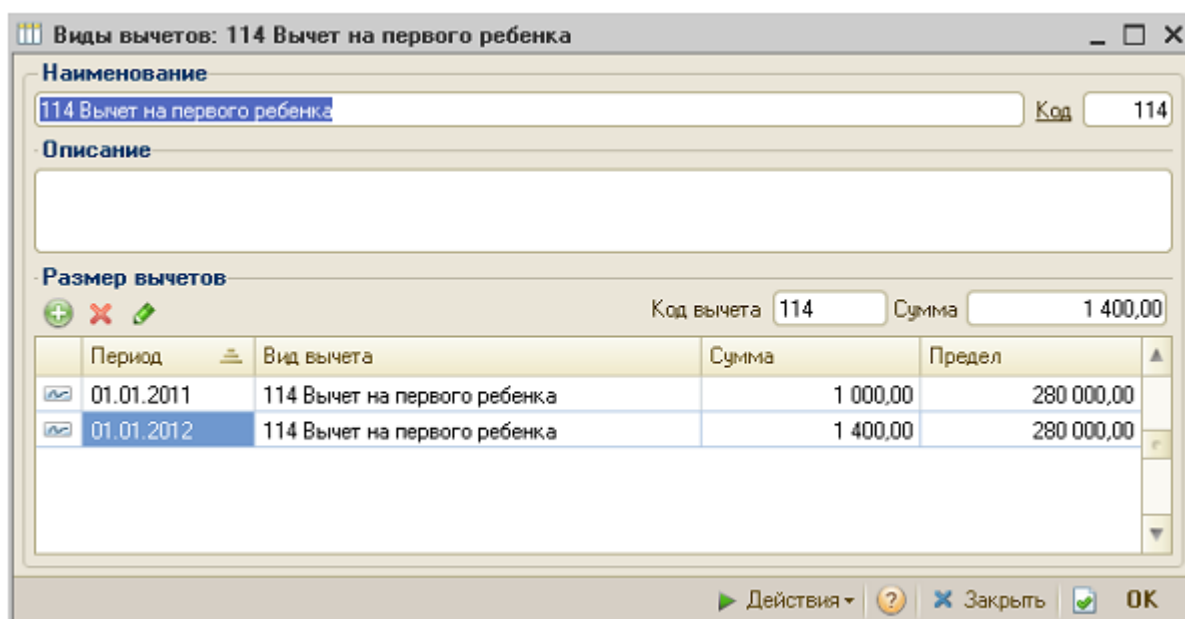 Виды вычетов: 114 Вычет на первого ребенка
Наименование
114 Вычет на первого ребенка Код 114
Описание
Размер вычетов
Код вычета 114 Сумма 1 400,00
Период Вид вычета Сумма Предел
01.01.2011 114 Вычет на первого ребенка 1 000,00 280 000,00
01.01.2012 114 Вычет на первого ребенка 1 400,00 280 000,00
Действия ? Закрыть OK